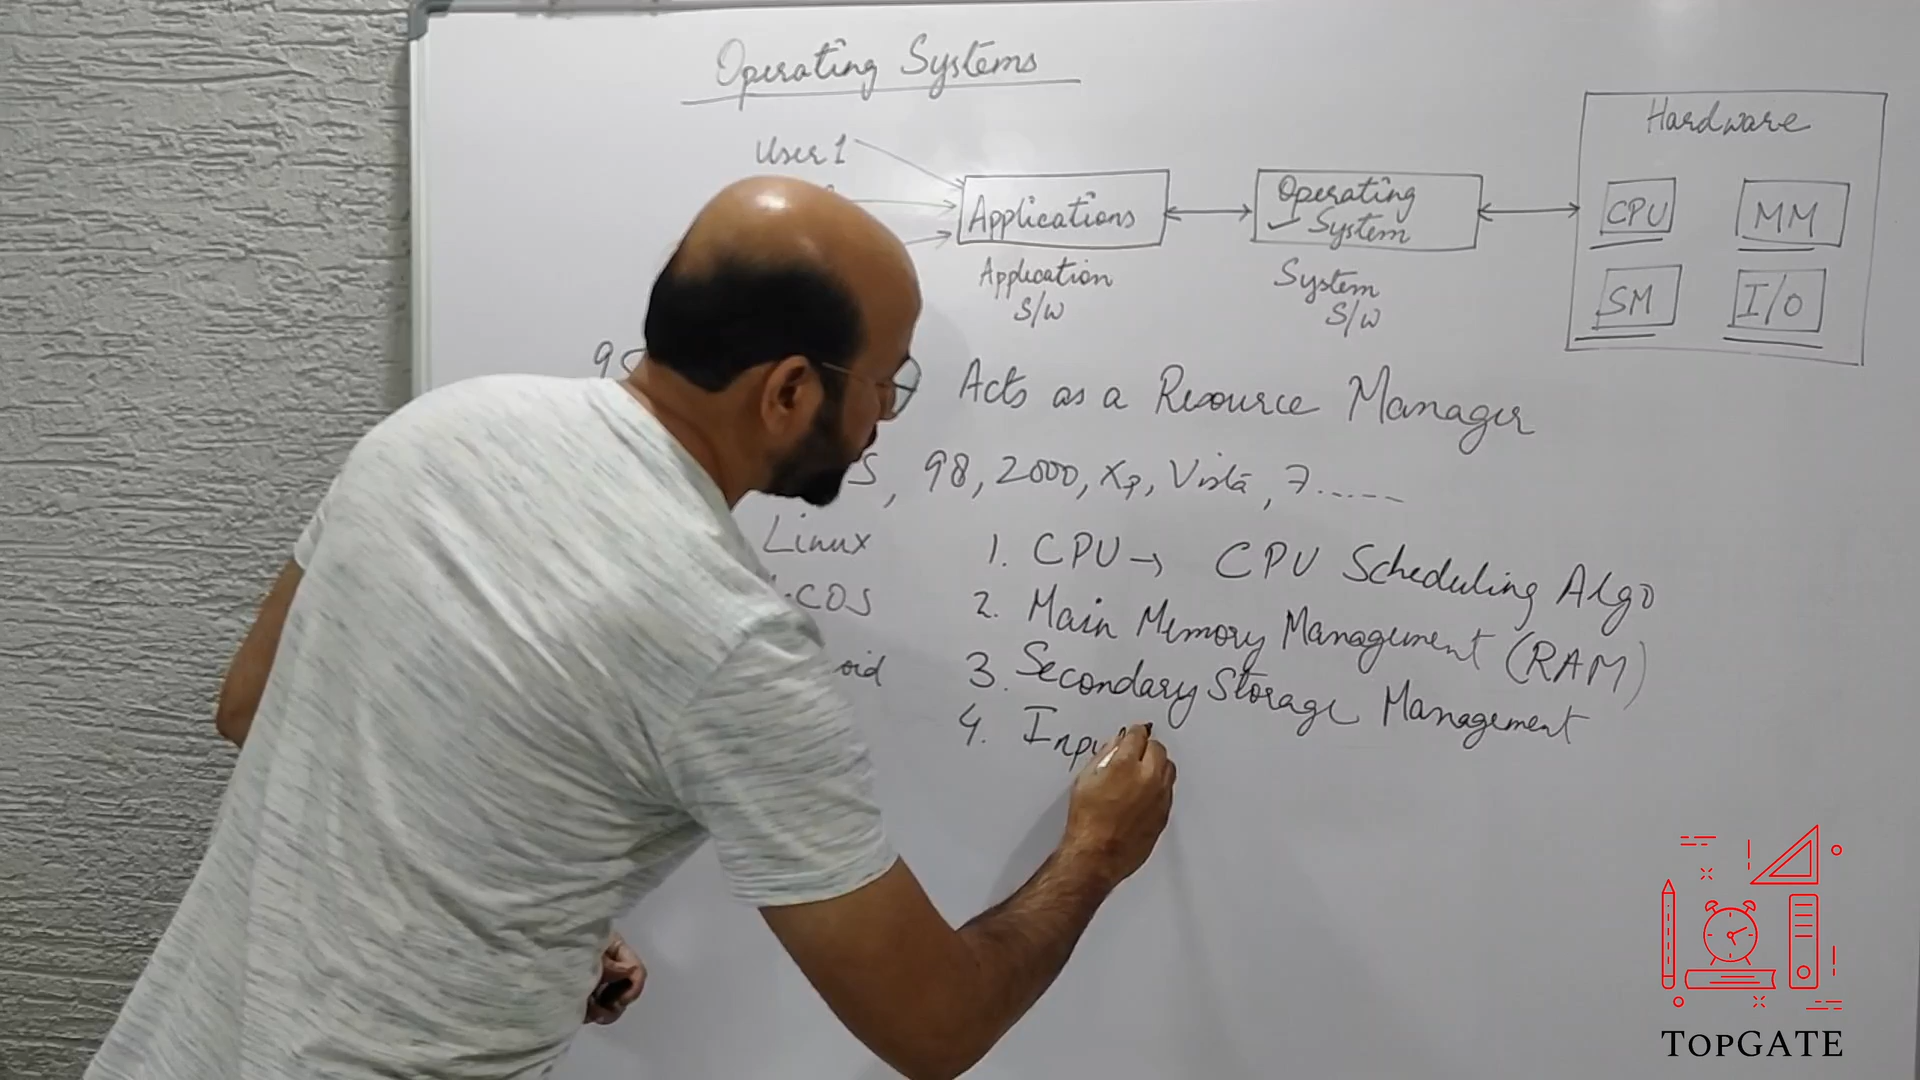 Operating Systems
User 1
Applications
Application
S/W
Operating
System
System
S/W
Hardware
CPU
MM
SM
I/O
Acts as a Resource Manager
98, 2000, Xp, Vista, 7......
Linux
1. CPU → CPU Scheduling Algo
2. Main Memory Management (RAM)
3. Secondary Storage Management
4.
TOPGATE